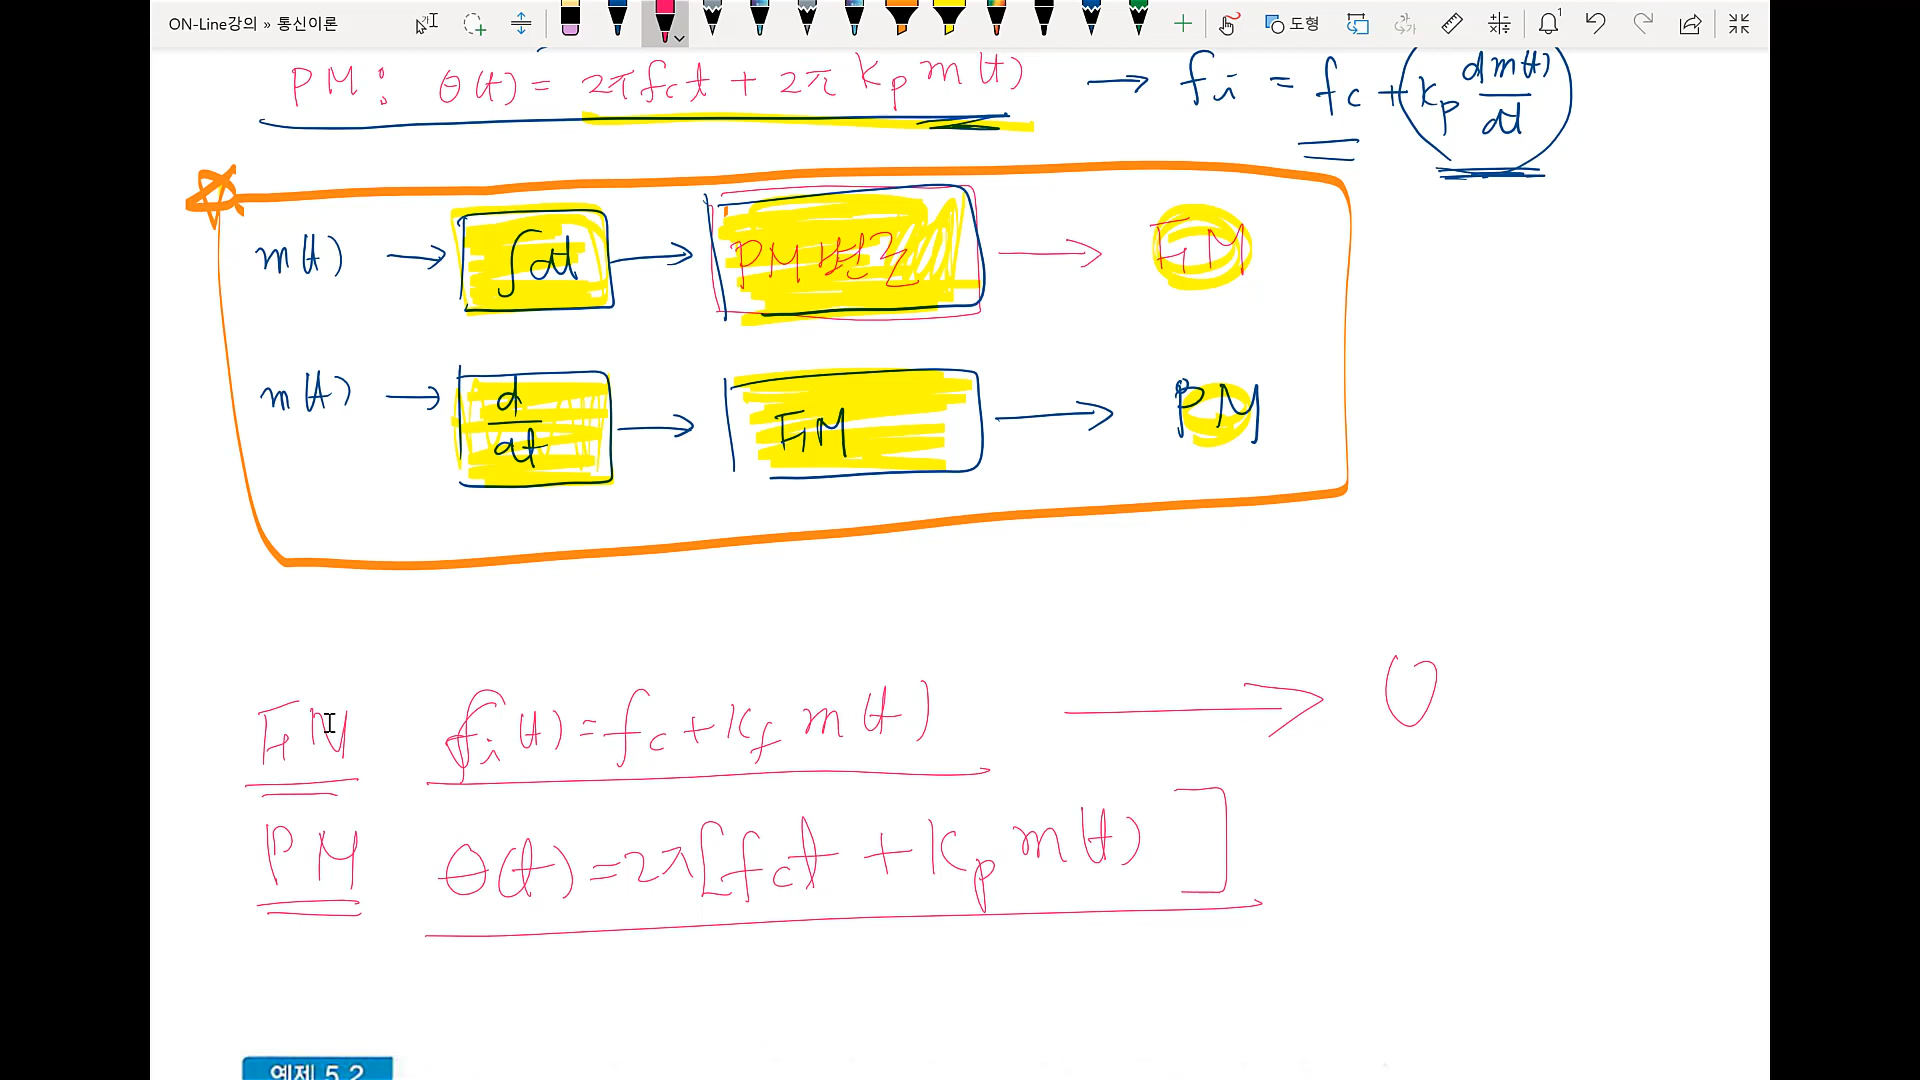 ON-Line강의 » 통신이론
도형
PM : θ(t) = 2πfct + 2π kp m(t) → fi = fc + kp dm(t)/dt
m(t) → ∫dt → PM 변조 → FM
m(t) → d/dt → FM → PM
FM fi(t) = fc + kf m(t) → θ
PM θ(t) = 2π[fct + kp m(t)]
예제 5.2